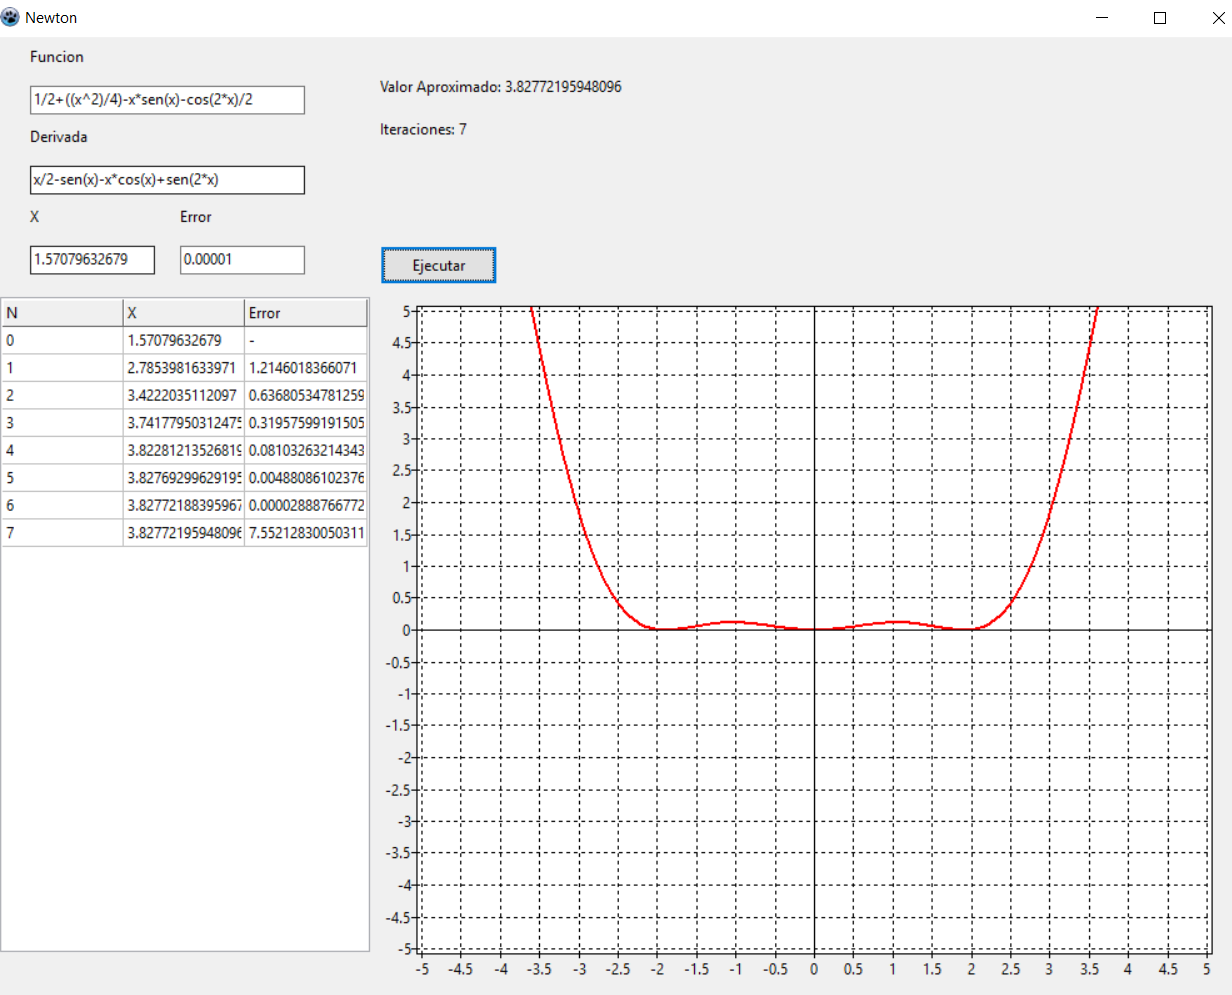 Newton
Funcion
1/2+((x^2)/4)-x*sen(x)-cos(2*x)/2
Valor Aproximado: 3.82772195948096
Derivada
Iteraciones: 7
x/2-sen(x)-x*cos(x)+sen(2*x)
X Error
1.57079632679 0.00001
Ejecutar
N X Error
0 1.57079632679 -
1 2.7853981633971 1.2146018366071
2 3.4222035112097 0.63680534781259
3 3.74177950312475 0.31957599191505
4 3.82281213526819 0.08103263214343
5 3.82769299629195 0.00488086102376
6 3.82772188395967 0.00002888766772
7 3.82772195948096 7.55212830050311
5
4.5
4
3.5
3
2.5
2
1.5
1
0.5
0
-0.5
-1
-1.5
-2
-2.5
-3
-3.5
-4
-4.5
-5
-5 -4.5 -4 -3.5 -3 -2.5 -2 -1.5 -1 -0.5 0 0.5 1 1.5 2 2.5 3 3.5 4 4.5 5